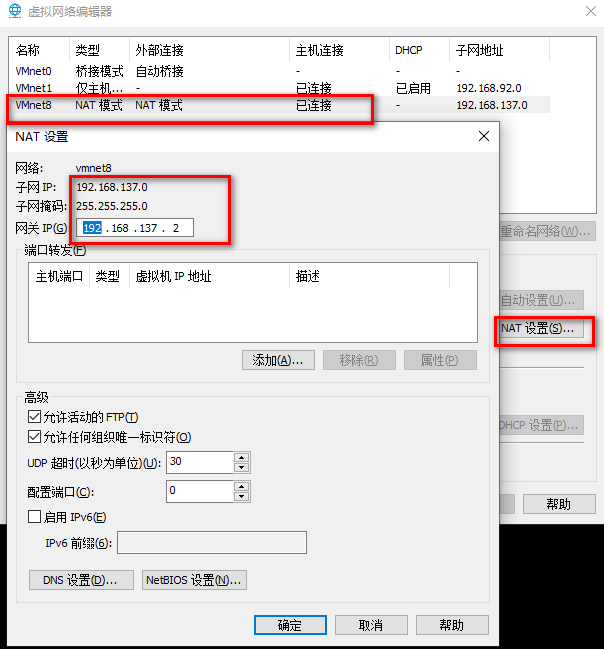 虚拟网络编辑器
名称 类型 外部连接 主机连接 DHCP 子网地址
VMnet0 桥接模式 自动桥接 - - -
VMnet1 仅主机... - 已连接 已启用 192.168.92.0
VMnet8 NAT 模式 NAT 模式 已连接 - 192.168.137.0
NAT 设置
网络: vmnet8
子网 IP: 192.168.137.0
子网掩码: 255.255.255.0
网关 IP(G) 192 . 168 . 137 . 2
重命名网络(W)...
端口转发(F)
主机端口 类型 虚拟机 IP 地址 描述
自动设置(U)...
NAT 设置(S)...
添加(A)... 移除(R) 属性(P)
高级
允许活动的 FTP(T)
DHCP 设置(P)...
允许任何组织唯一标识符(O)
UDP 超时(以秒为单位)(U): 30
配置端口(C): 0
帮助
启用 IPv6(E)
IPv6 前缀(6):
DNS 设置(D)... NetBIOS 设置(N)...
确定 取消 帮助